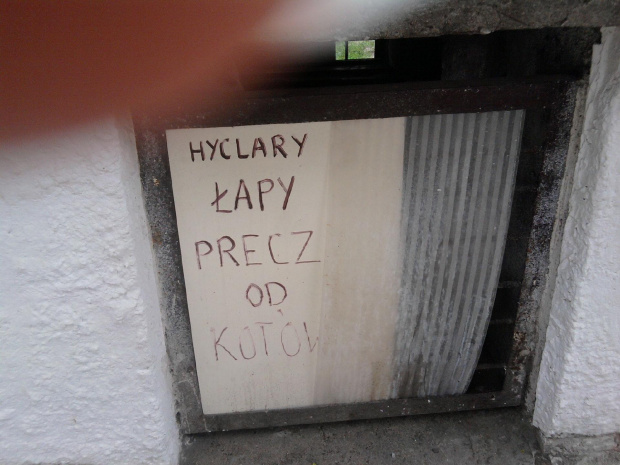 HYCLARY
ŁAPY
PRECZ
OD
KOTÓW